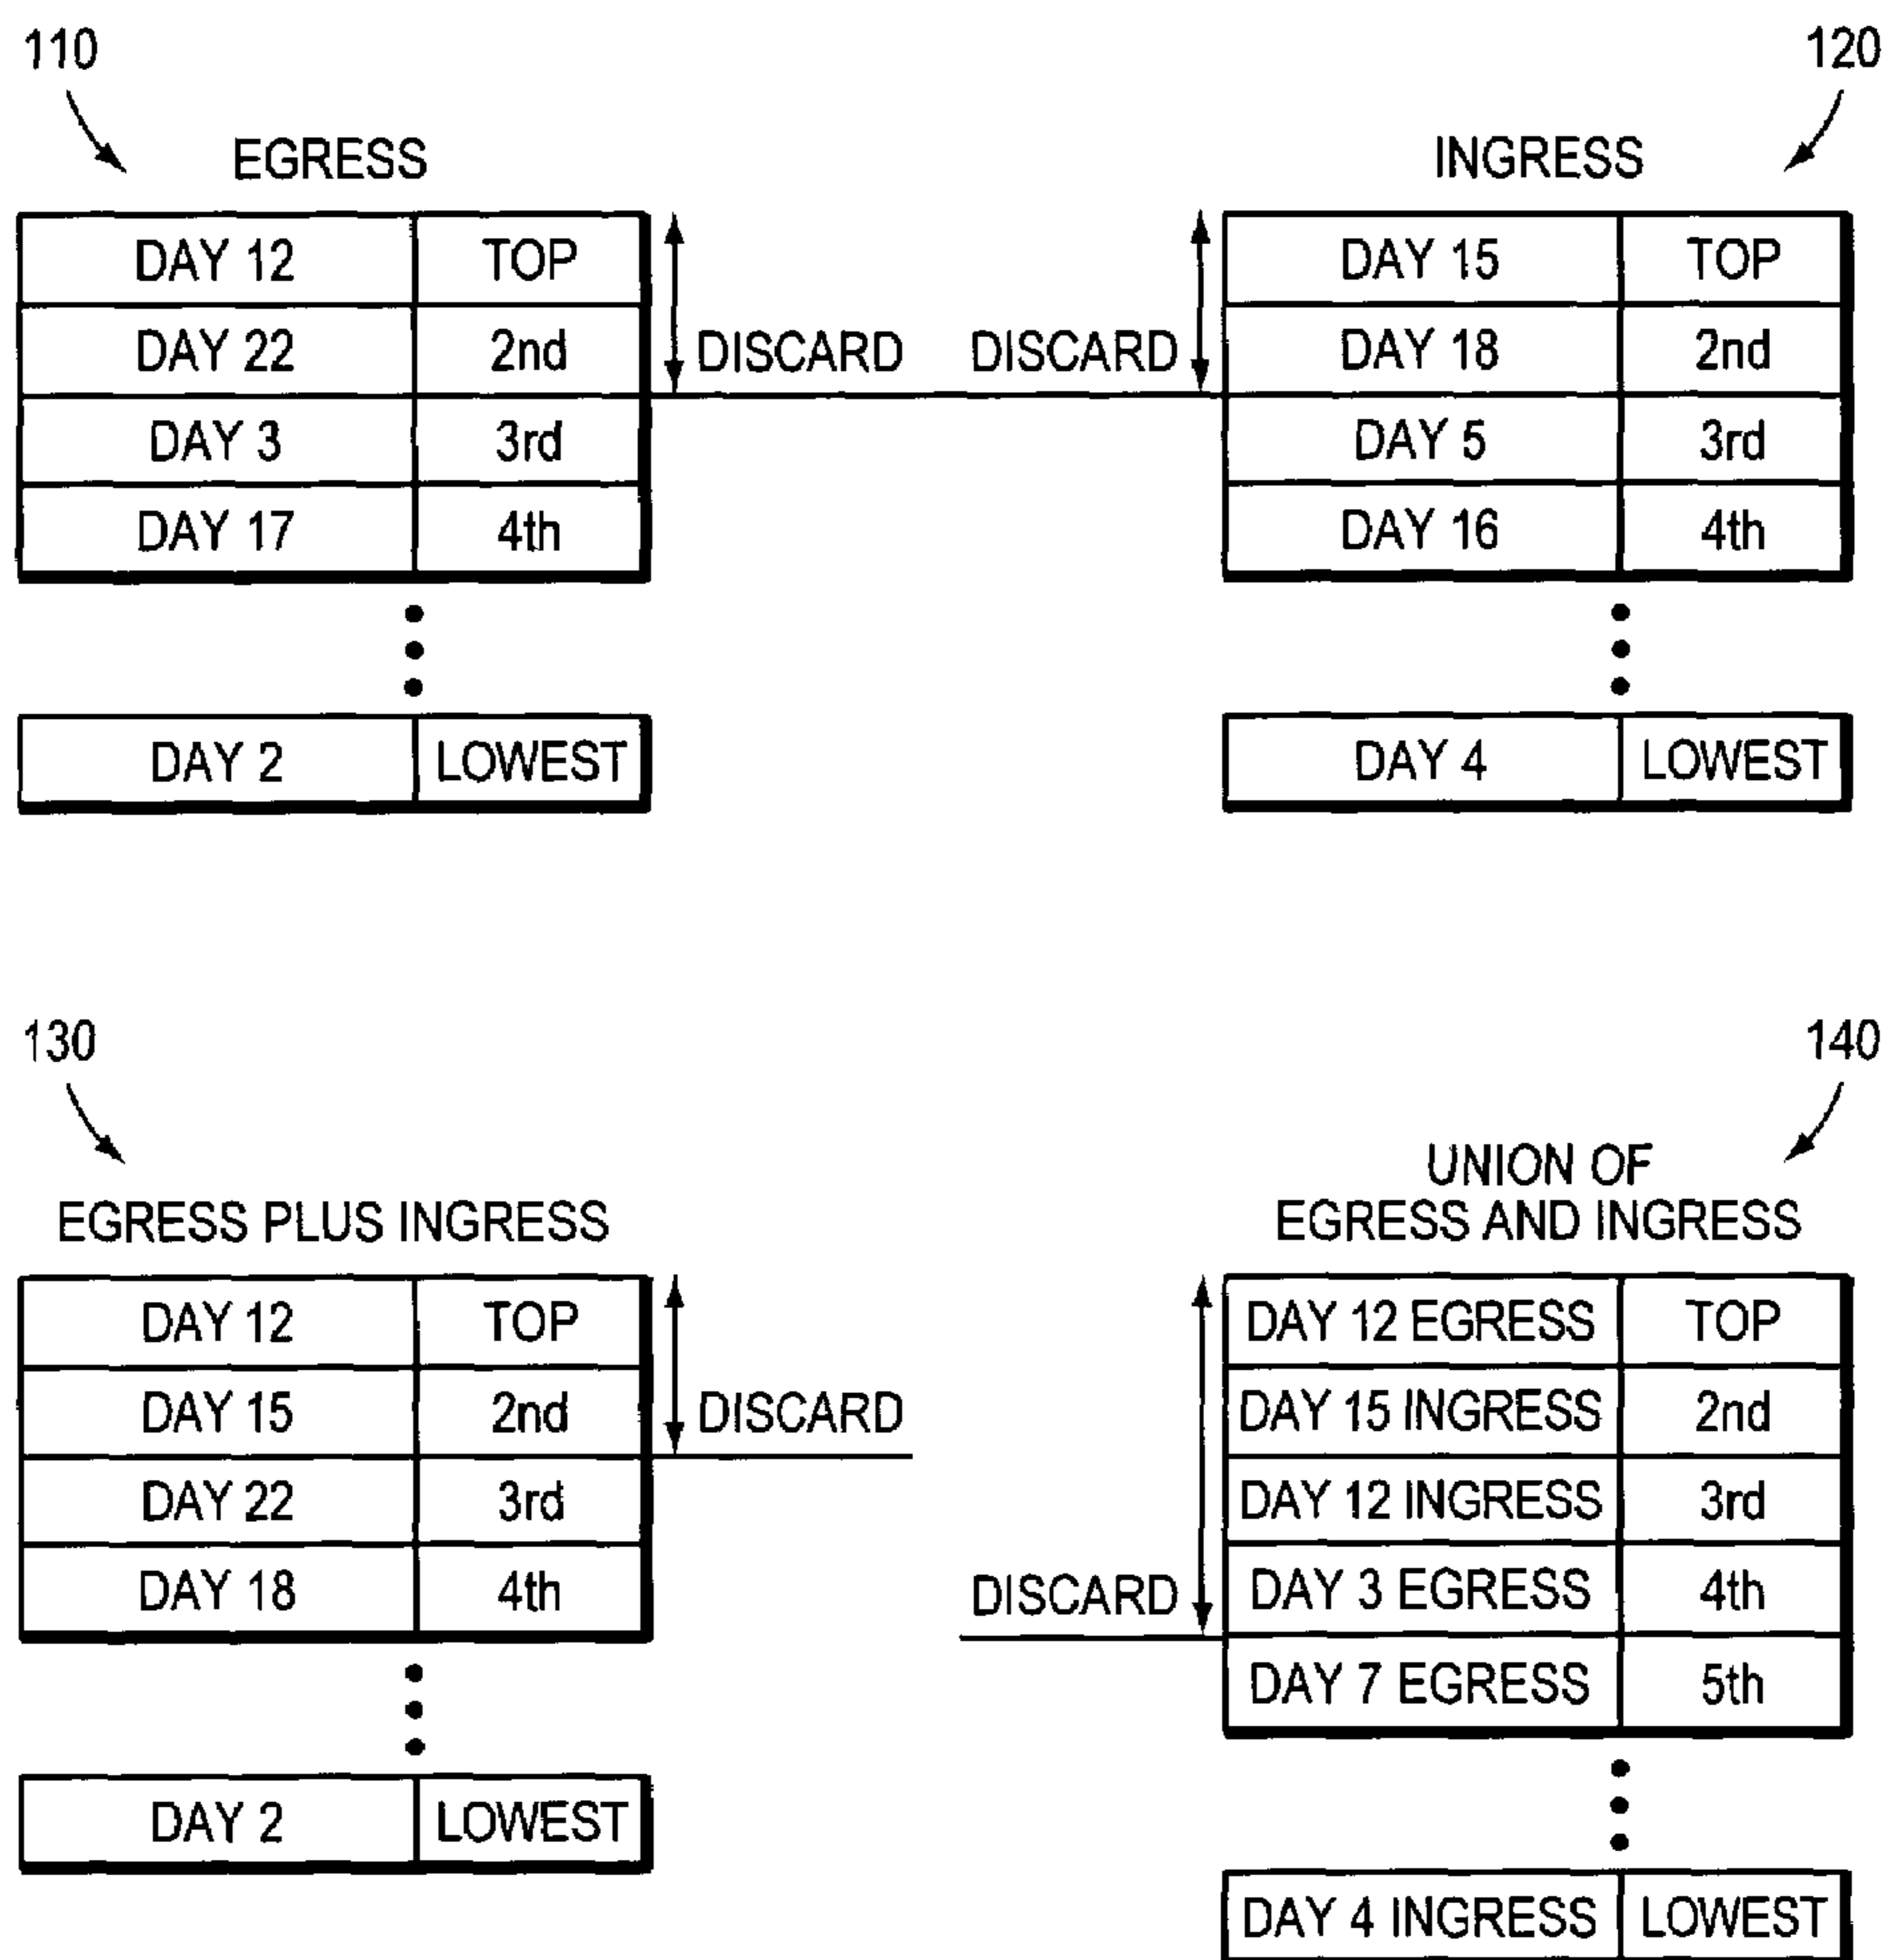 110
EGRESS
DAY 12 TOP
DAY 22 2nd
DAY 3 3rd
DAY 17 4th
DISCARD
DAY 2 LOWEST
120
INGRESS
DAY 15 TOP
DAY 18 2nd
DAY 5 3rd
DAY 16 4th
DISCARD
DAY 4 LOWEST
130
EGRESS PLUS INGRESS
DAY 12 TOP
DAY 15 2nd
DAY 22 3rd
DAY 18 4th
DISCARD
DAY 2 LOWEST
140
UNION OF
EGRESS AND INGRESS
DAY 12 EGRESS TOP
DAY 15 INGRESS 2nd
DAY 12 INGRESS 3rd
DAY 3 EGRESS 4th
DAY 7 EGRESS 5th
DISCARD
DAY 4 INGRESS LOWEST